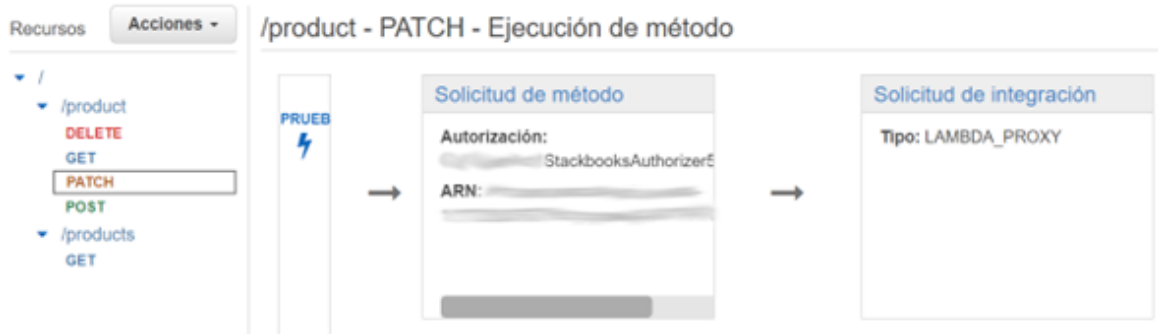 Recursos
Acciones
/product - PATCH - Ejecución de método
/
/product
DELETE
GET
PATCH
POST
/products
GET
PRUEB
Solicitud de método
Autorización:
StackbooksAuthorizer5
ARN:
Solicitud de integración
Tipo: LAMBDA_PROXY